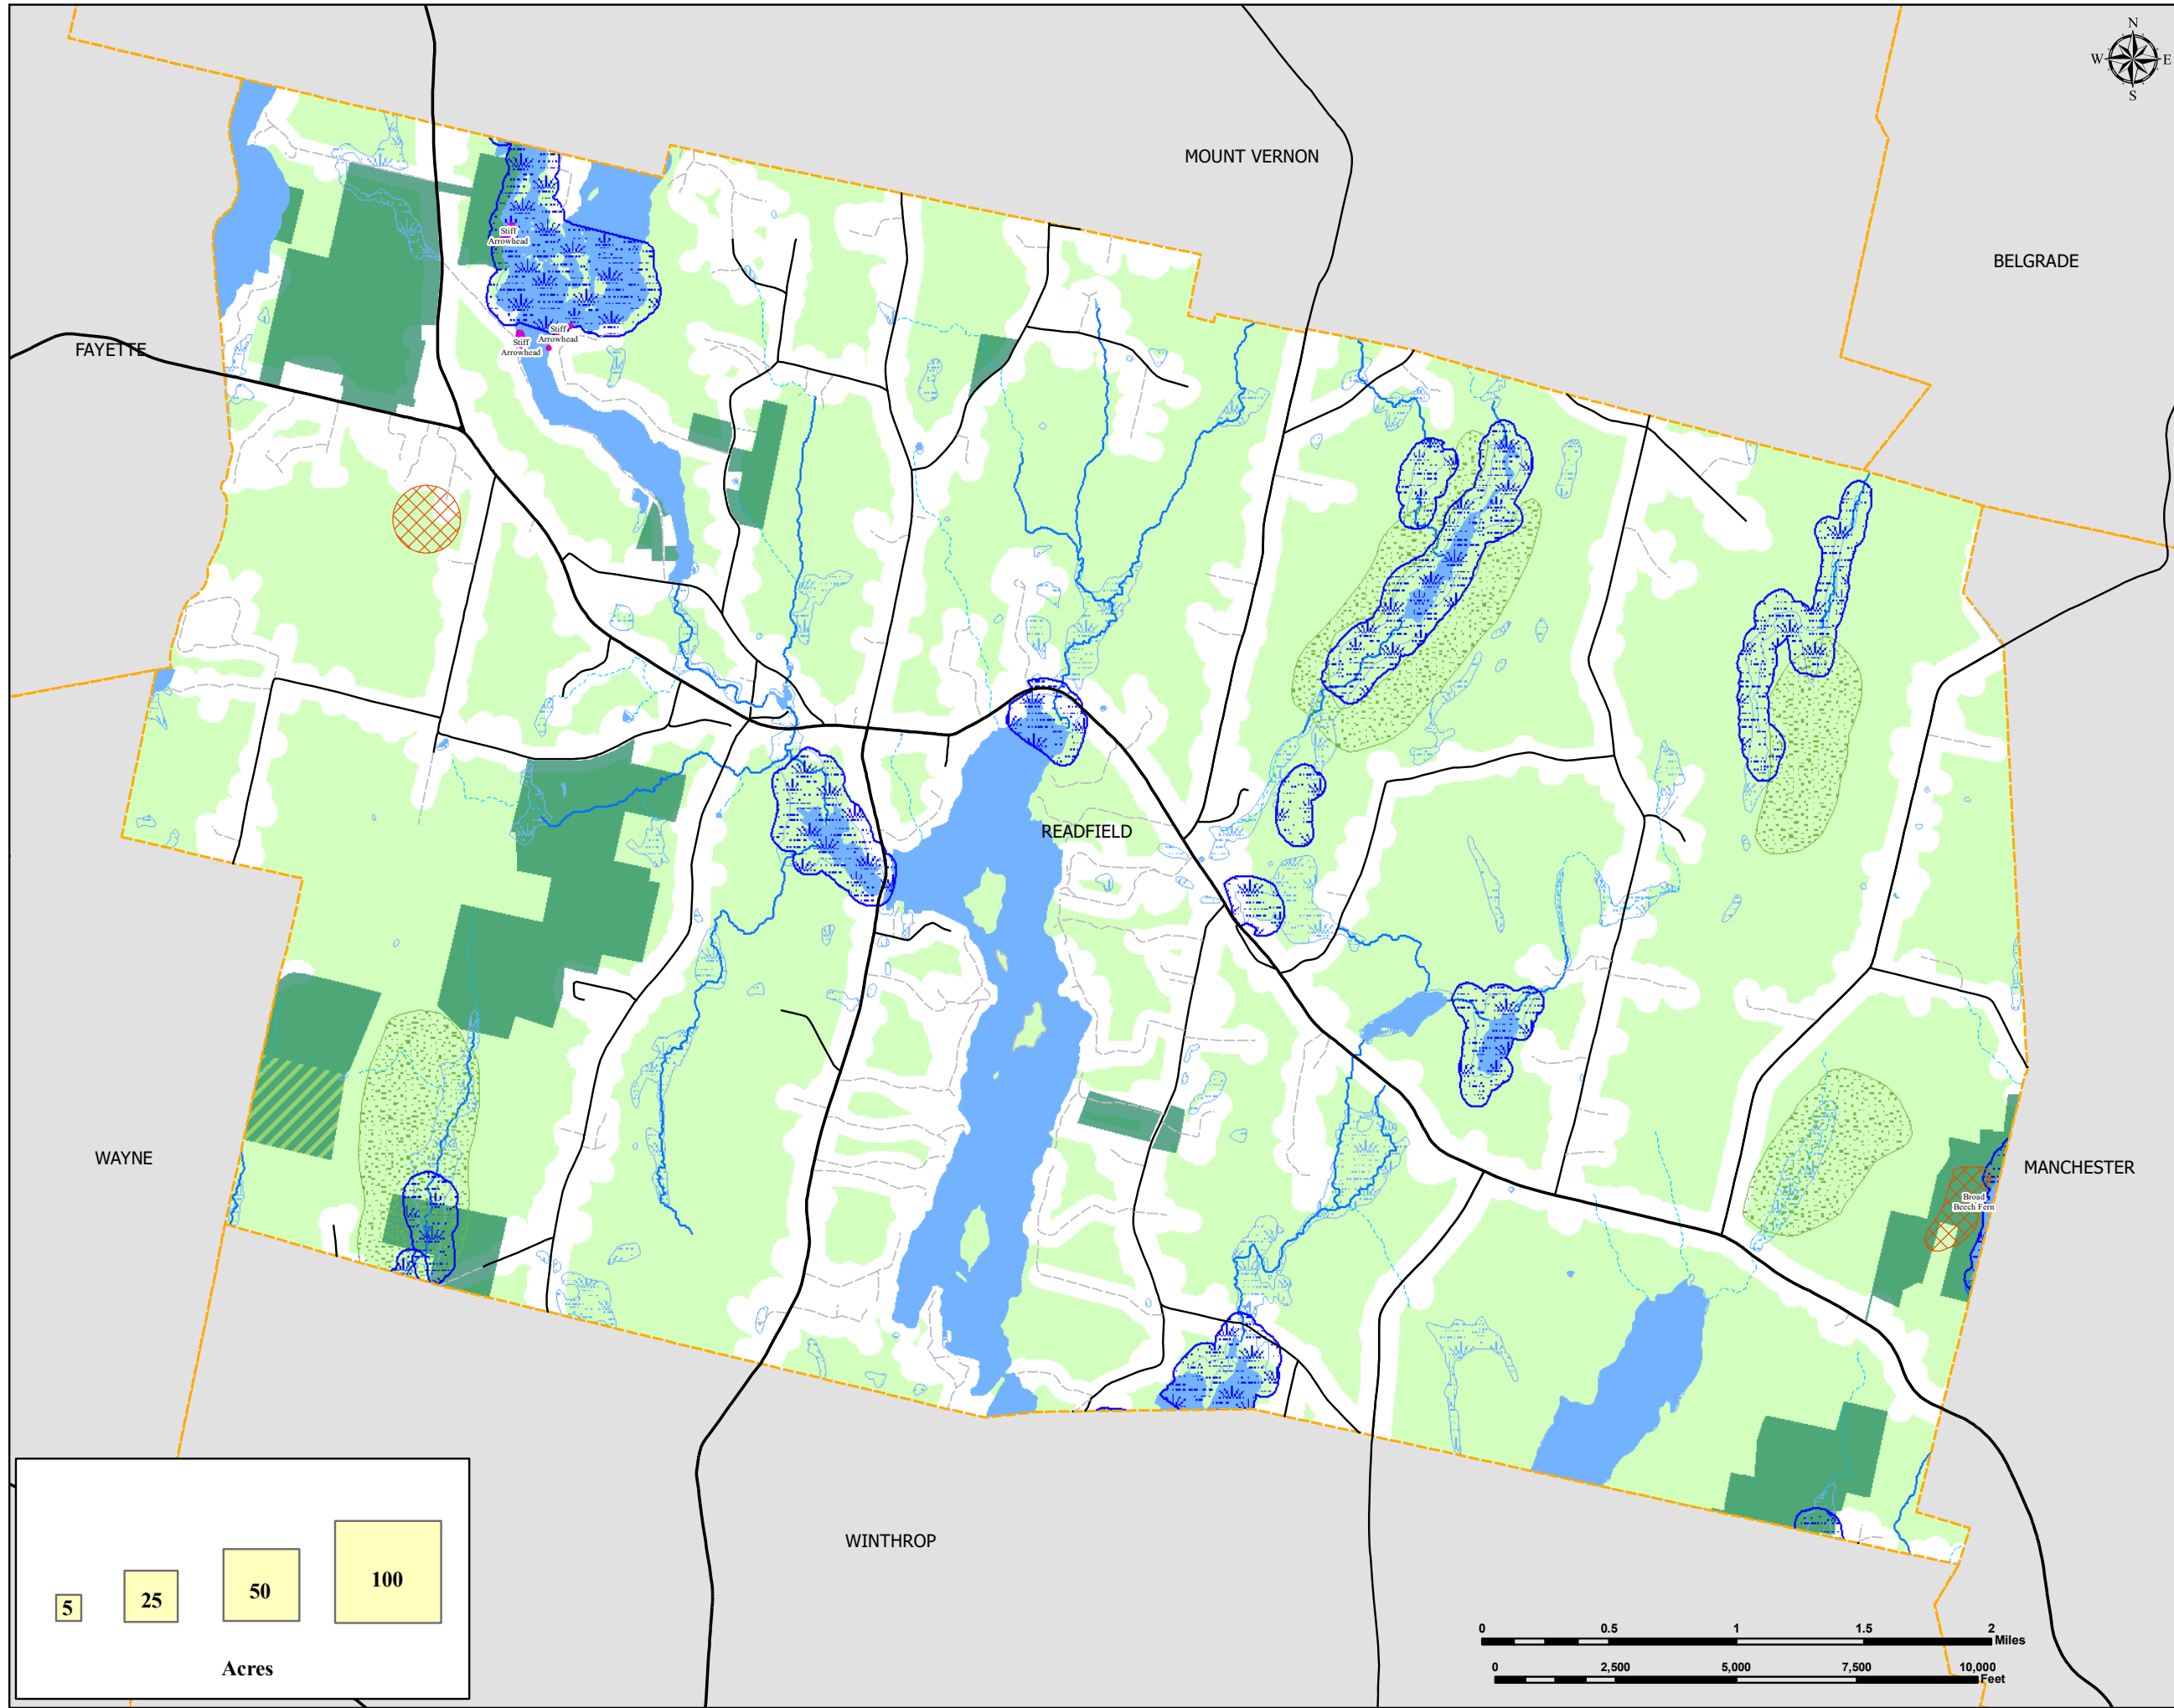 N
W E
S
MOUNT VERNON
BELGRADE
Stiff
Arrowhead
Stiff
Arrowhead
Stiff
Arrowhead
FAYETTE
READFIELD
WAYNE
MANCHESTER
Broad
Beech Fern
WINTHROP
5
25
50
100
Acres
0 0.5 1 1.5 2
Miles
0 2,500 5,000 7,500 10,000
Feet